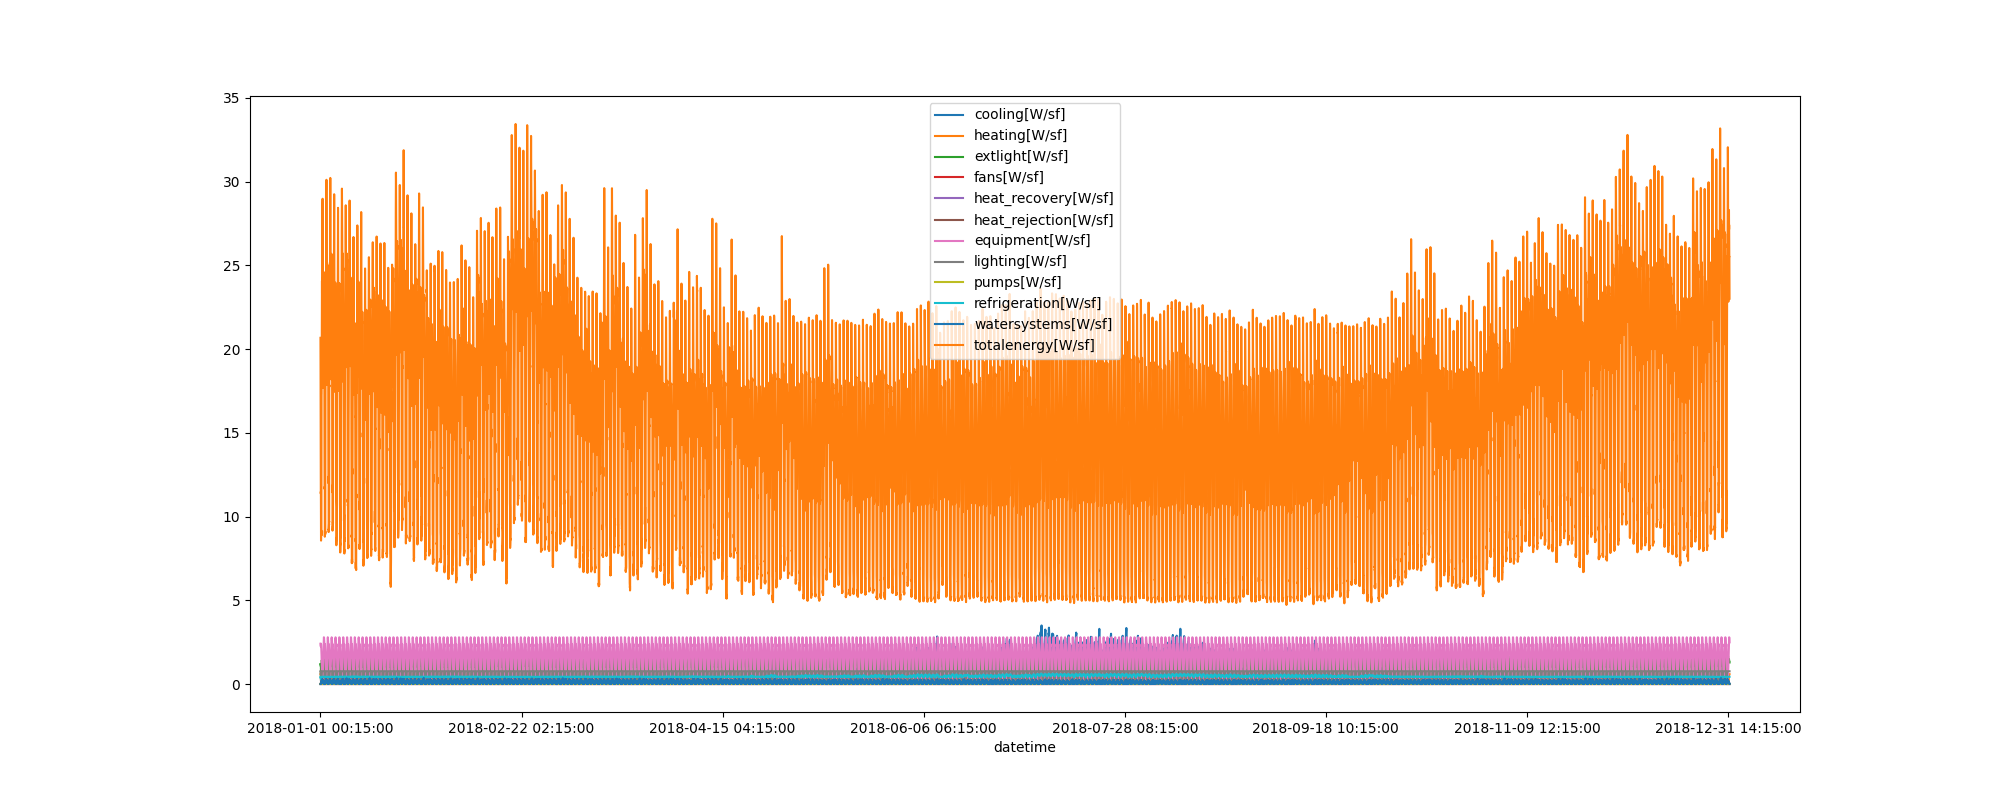 35
30
25
20
15
10
5
0
cooling[W/sf]
heating[W/sf]
extlight[W/sf]
fans[W/sf]
heat_recovery[W/sf]
heat_rejection[W/sf]
equipment[W/sf]
lighting[W/sf]
pumps[W/sf]
refrigeration[W/sf]
watersystems[W/sf]
totalenergy[W/sf]
2018-01-01 00:15:00
2018-02-22 02:15:00
2018-04-15 04:15:00
2018-06-06 06:15:00
2018-07-28 08:15:00
2018-09-18 10:15:00
2018-11-09 12:15:00
2018-12-31 14:15:00
datetime